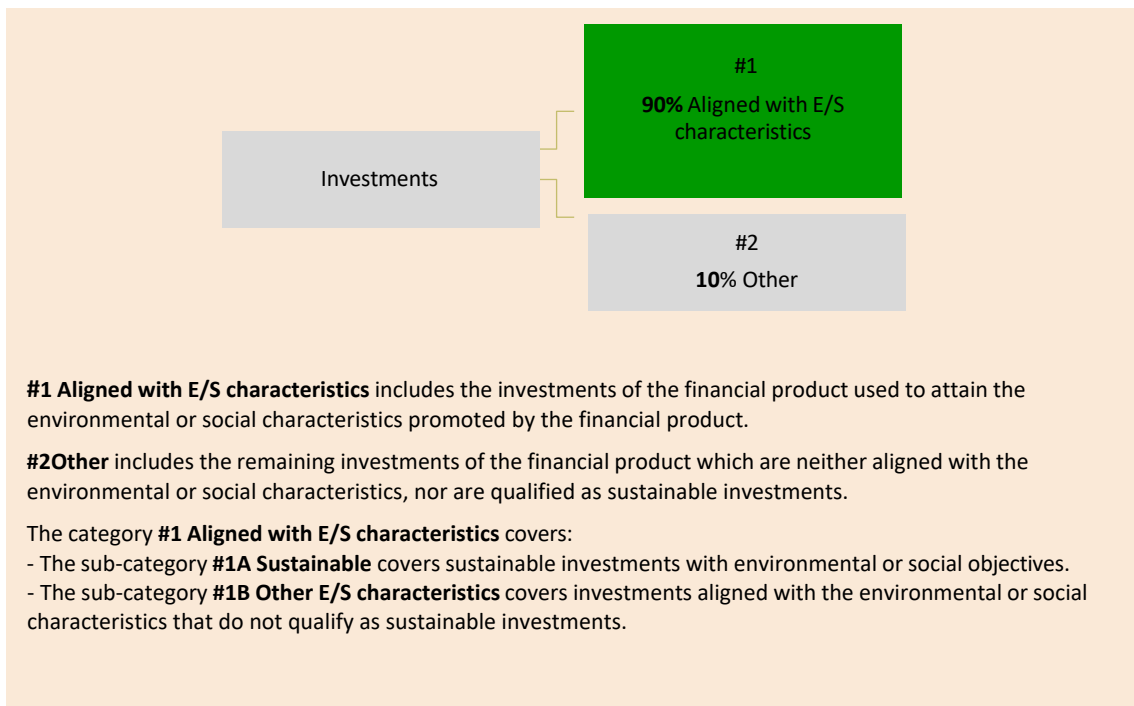 #1
90% Aligned with E/S
characteristics
Investments
#2
10% Other
#1 Aligned with E/S characteristics includes the investments of the financial product used to attain the
environmental or social characteristics promoted by the financial product.
#2Other includes the remaining investments of the financial product which are neither aligned with the
environmental or social characteristics, nor are qualified as sustainable investments.
The category #1 Aligned with E/S characteristics covers:
- The sub-category #1A Sustainable covers sustainable investments with environmental or social objectives.
- The sub-category #1B Other E/S characteristics covers investments aligned with the environmental or social
characteristics that do not qualify as sustainable investments.